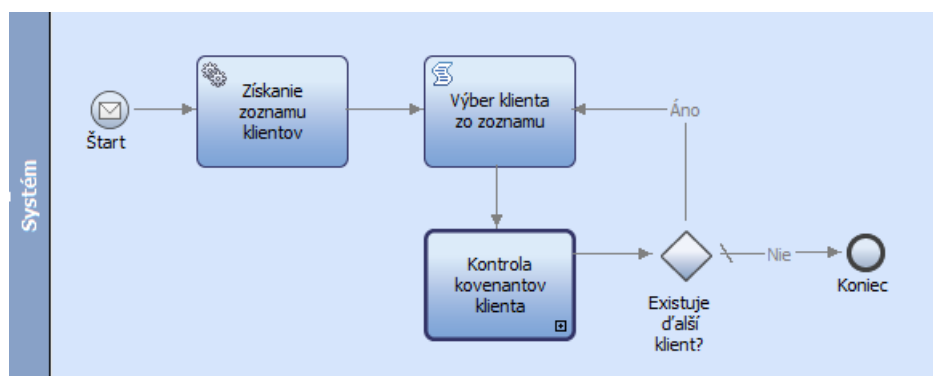 Systém
Štart
Získanie
zoznamu
klientov
Výber klienta
zo zoznamu
Áno
Kontrola
kovenantov
klienta
Existuje
ďalší
klient?
Nie
Koniec